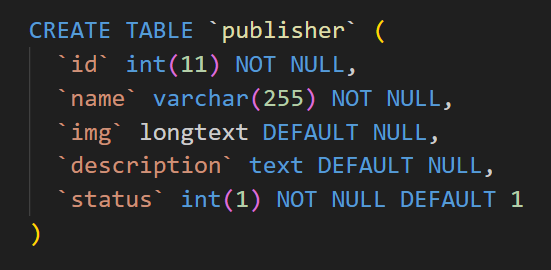 CREATE TABLE `publisher` (
`id` int(11) NOT NULL,
`name` varchar(255) NOT NULL,
`img` longtext DEFAULT NULL,
`description` text DEFAULT NULL,
`status` int(1) NOT NULL DEFAULT 1
)